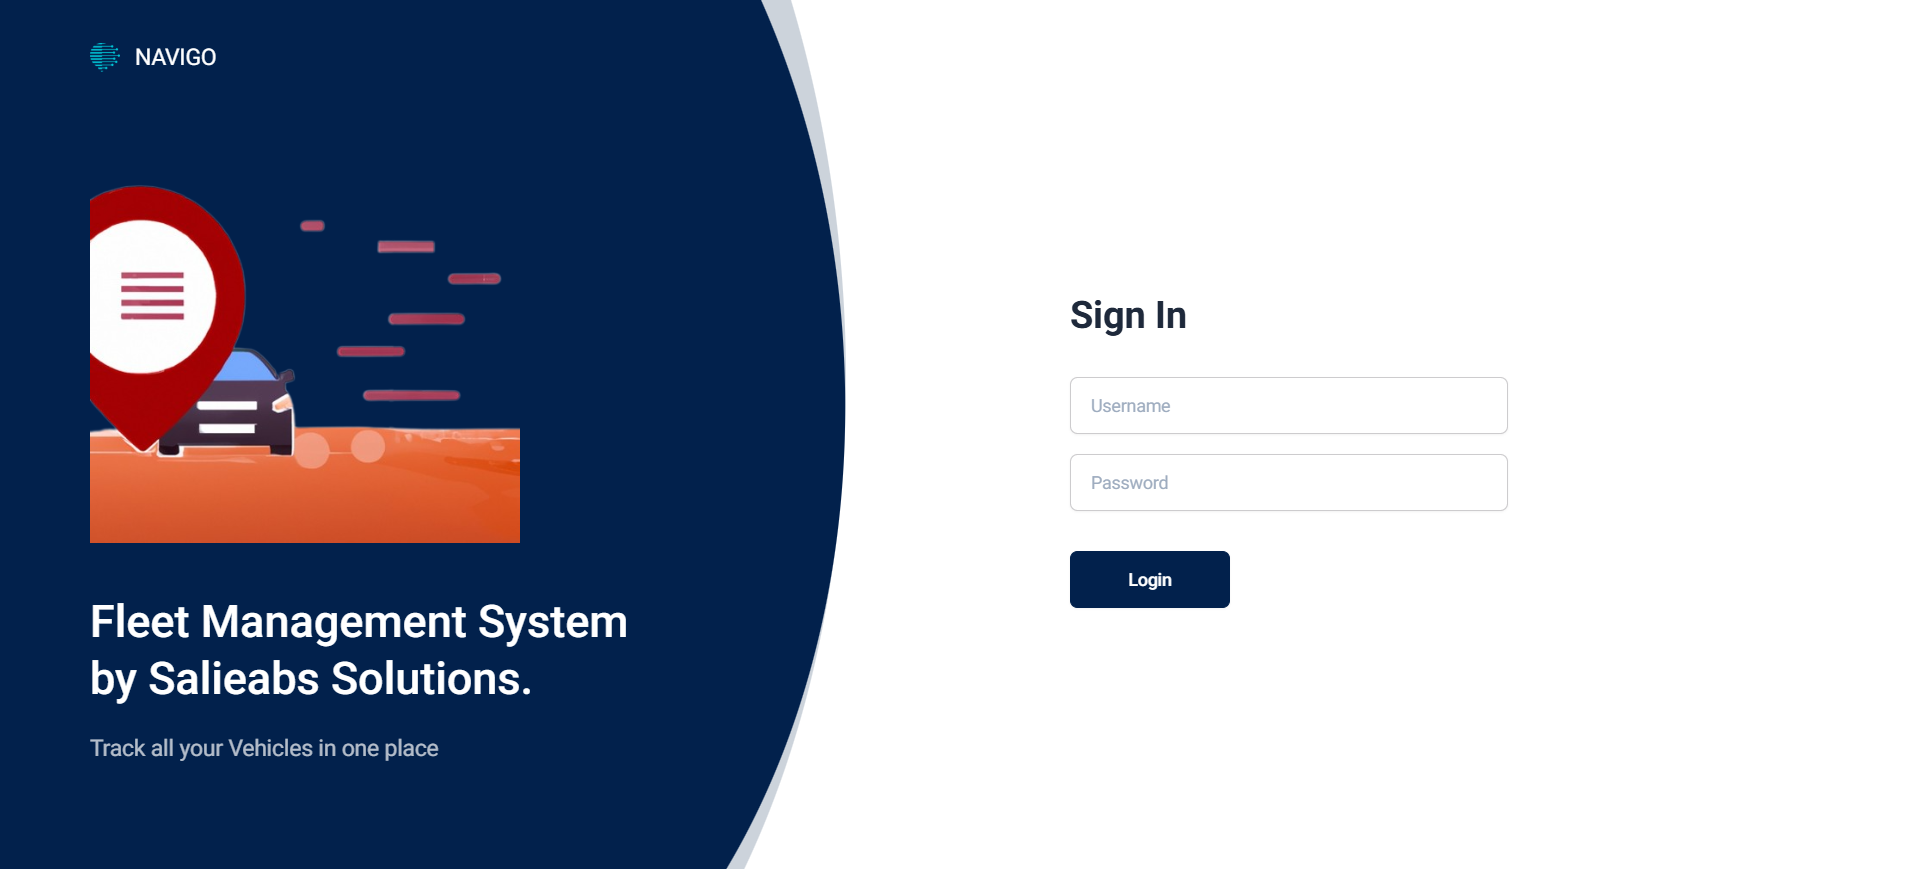 NAVIGO
Fleet Management System
by Salieabs Solutions.
Track all your Vehicles in one place
Sign In
Username
Password
Login